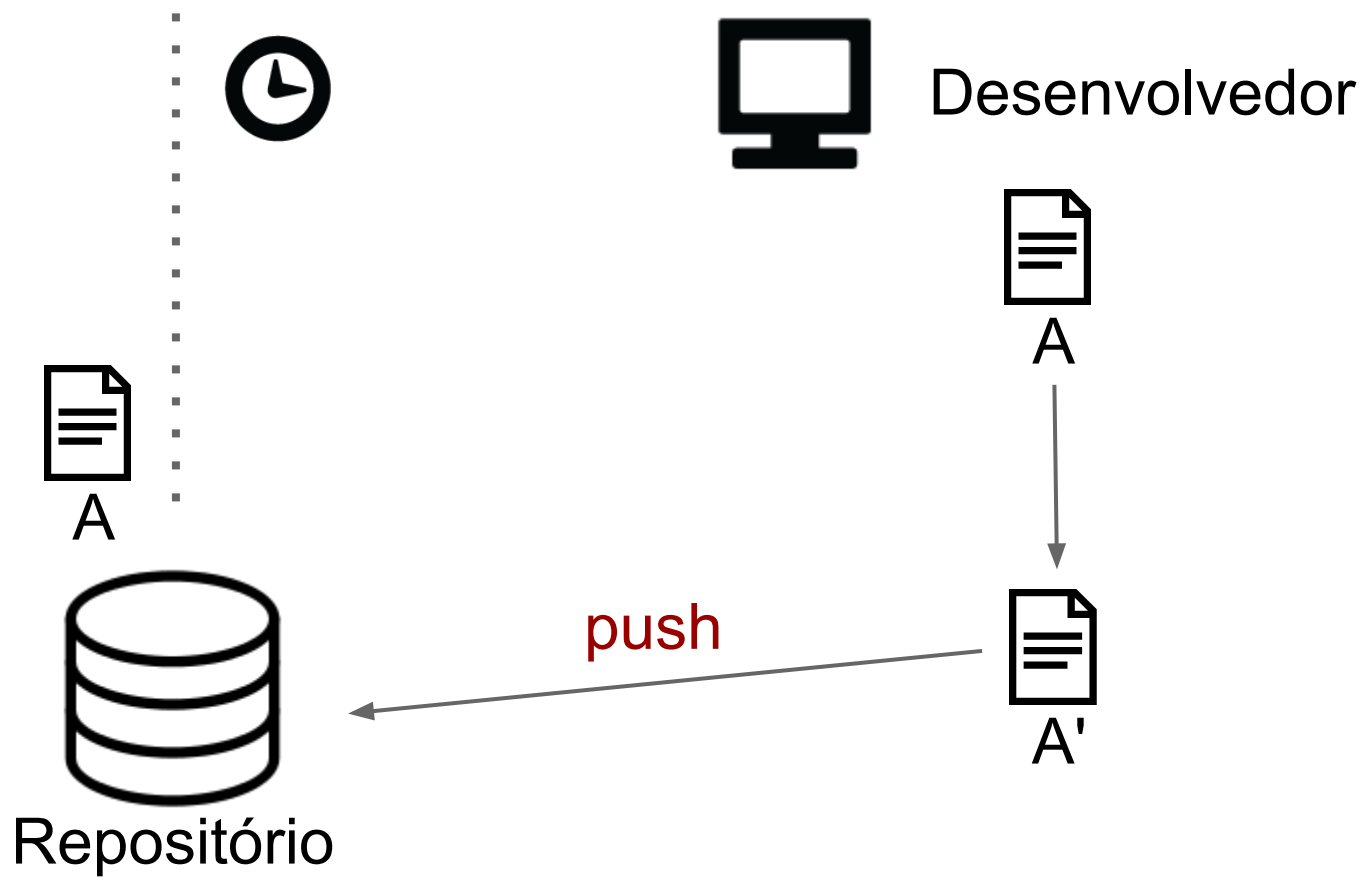 Desenvolvedor
A
A
push
A'
Repositório